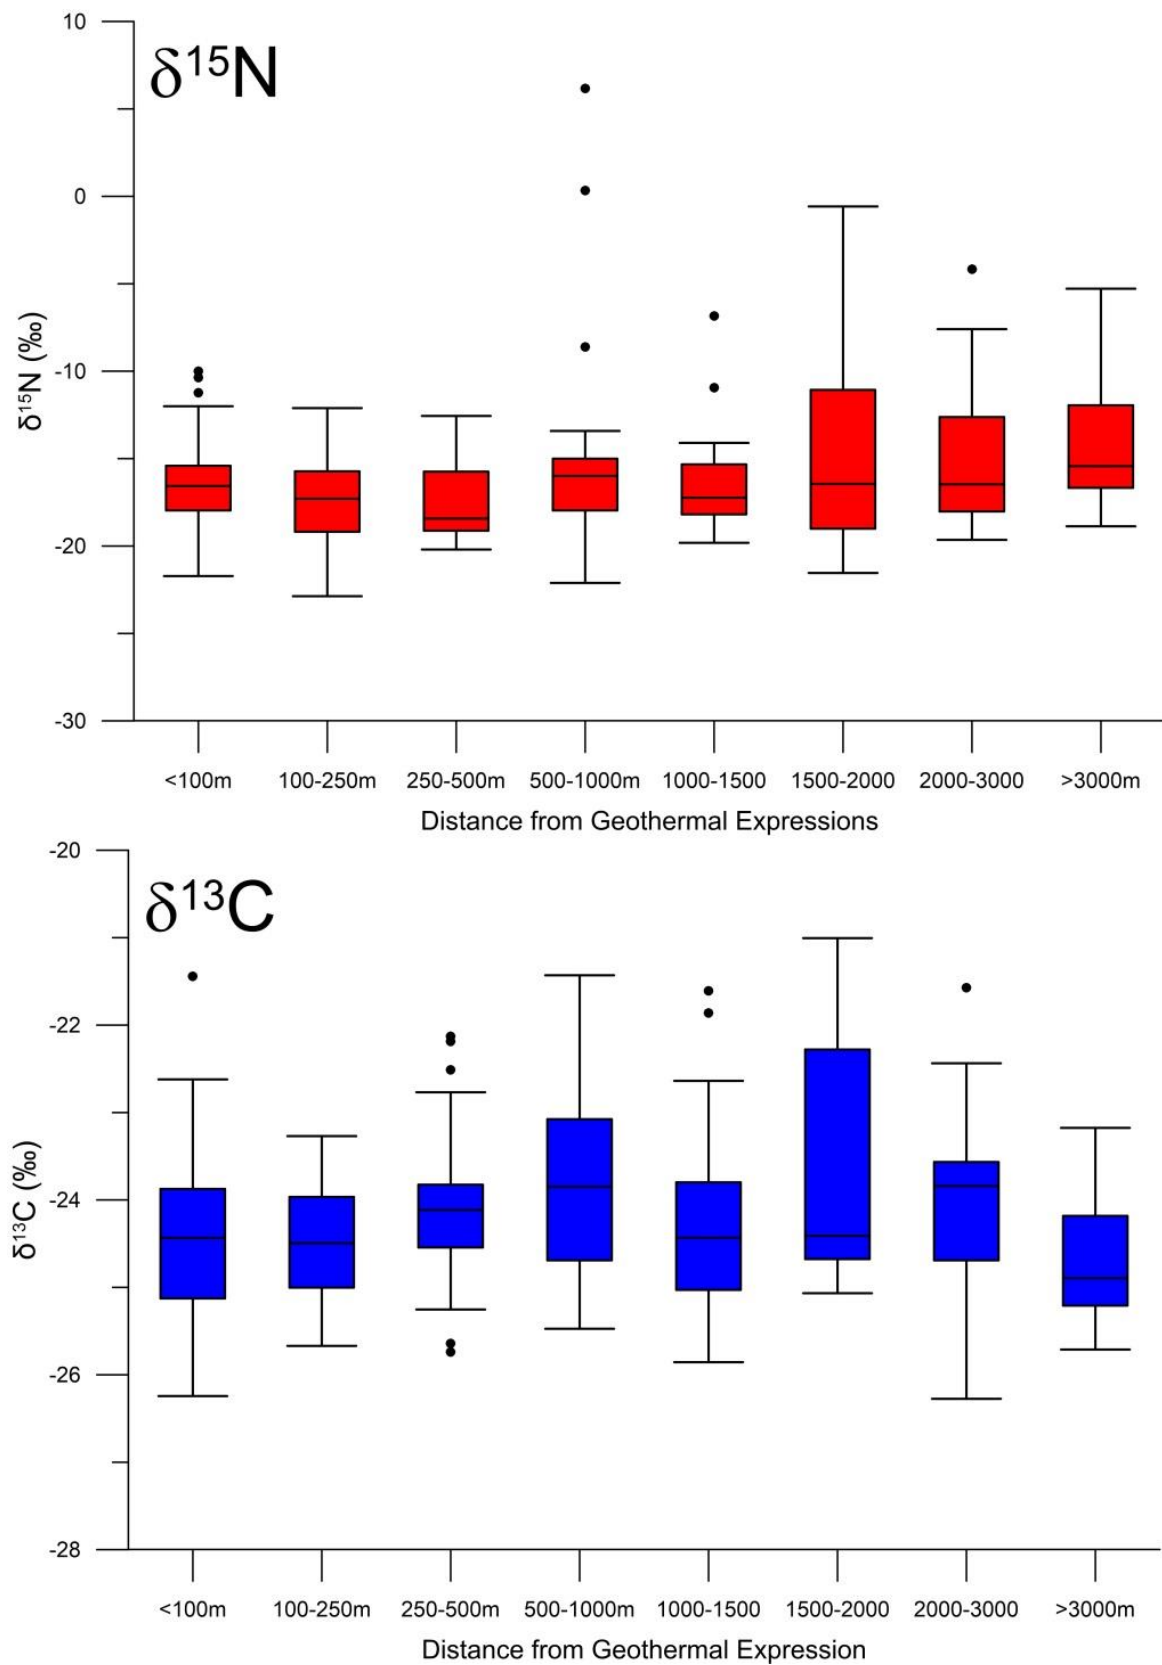 10
δ¹⁵N
0
δ¹⁵N (‰)
-10
-20
-30
<100m 100-250m 250-500m 500-1000m 1000-1500 1500-2000 2000-3000 >3000m
Distance from Geothermal Expressions
-20
δ¹³C
-22
δ¹³C (‰)
-24
-26
-28
<100m 100-250m 250-500m 500-1000m 1000-1500 1500-2000 2000-3000 >3000m
Distance from Geothermal Expression